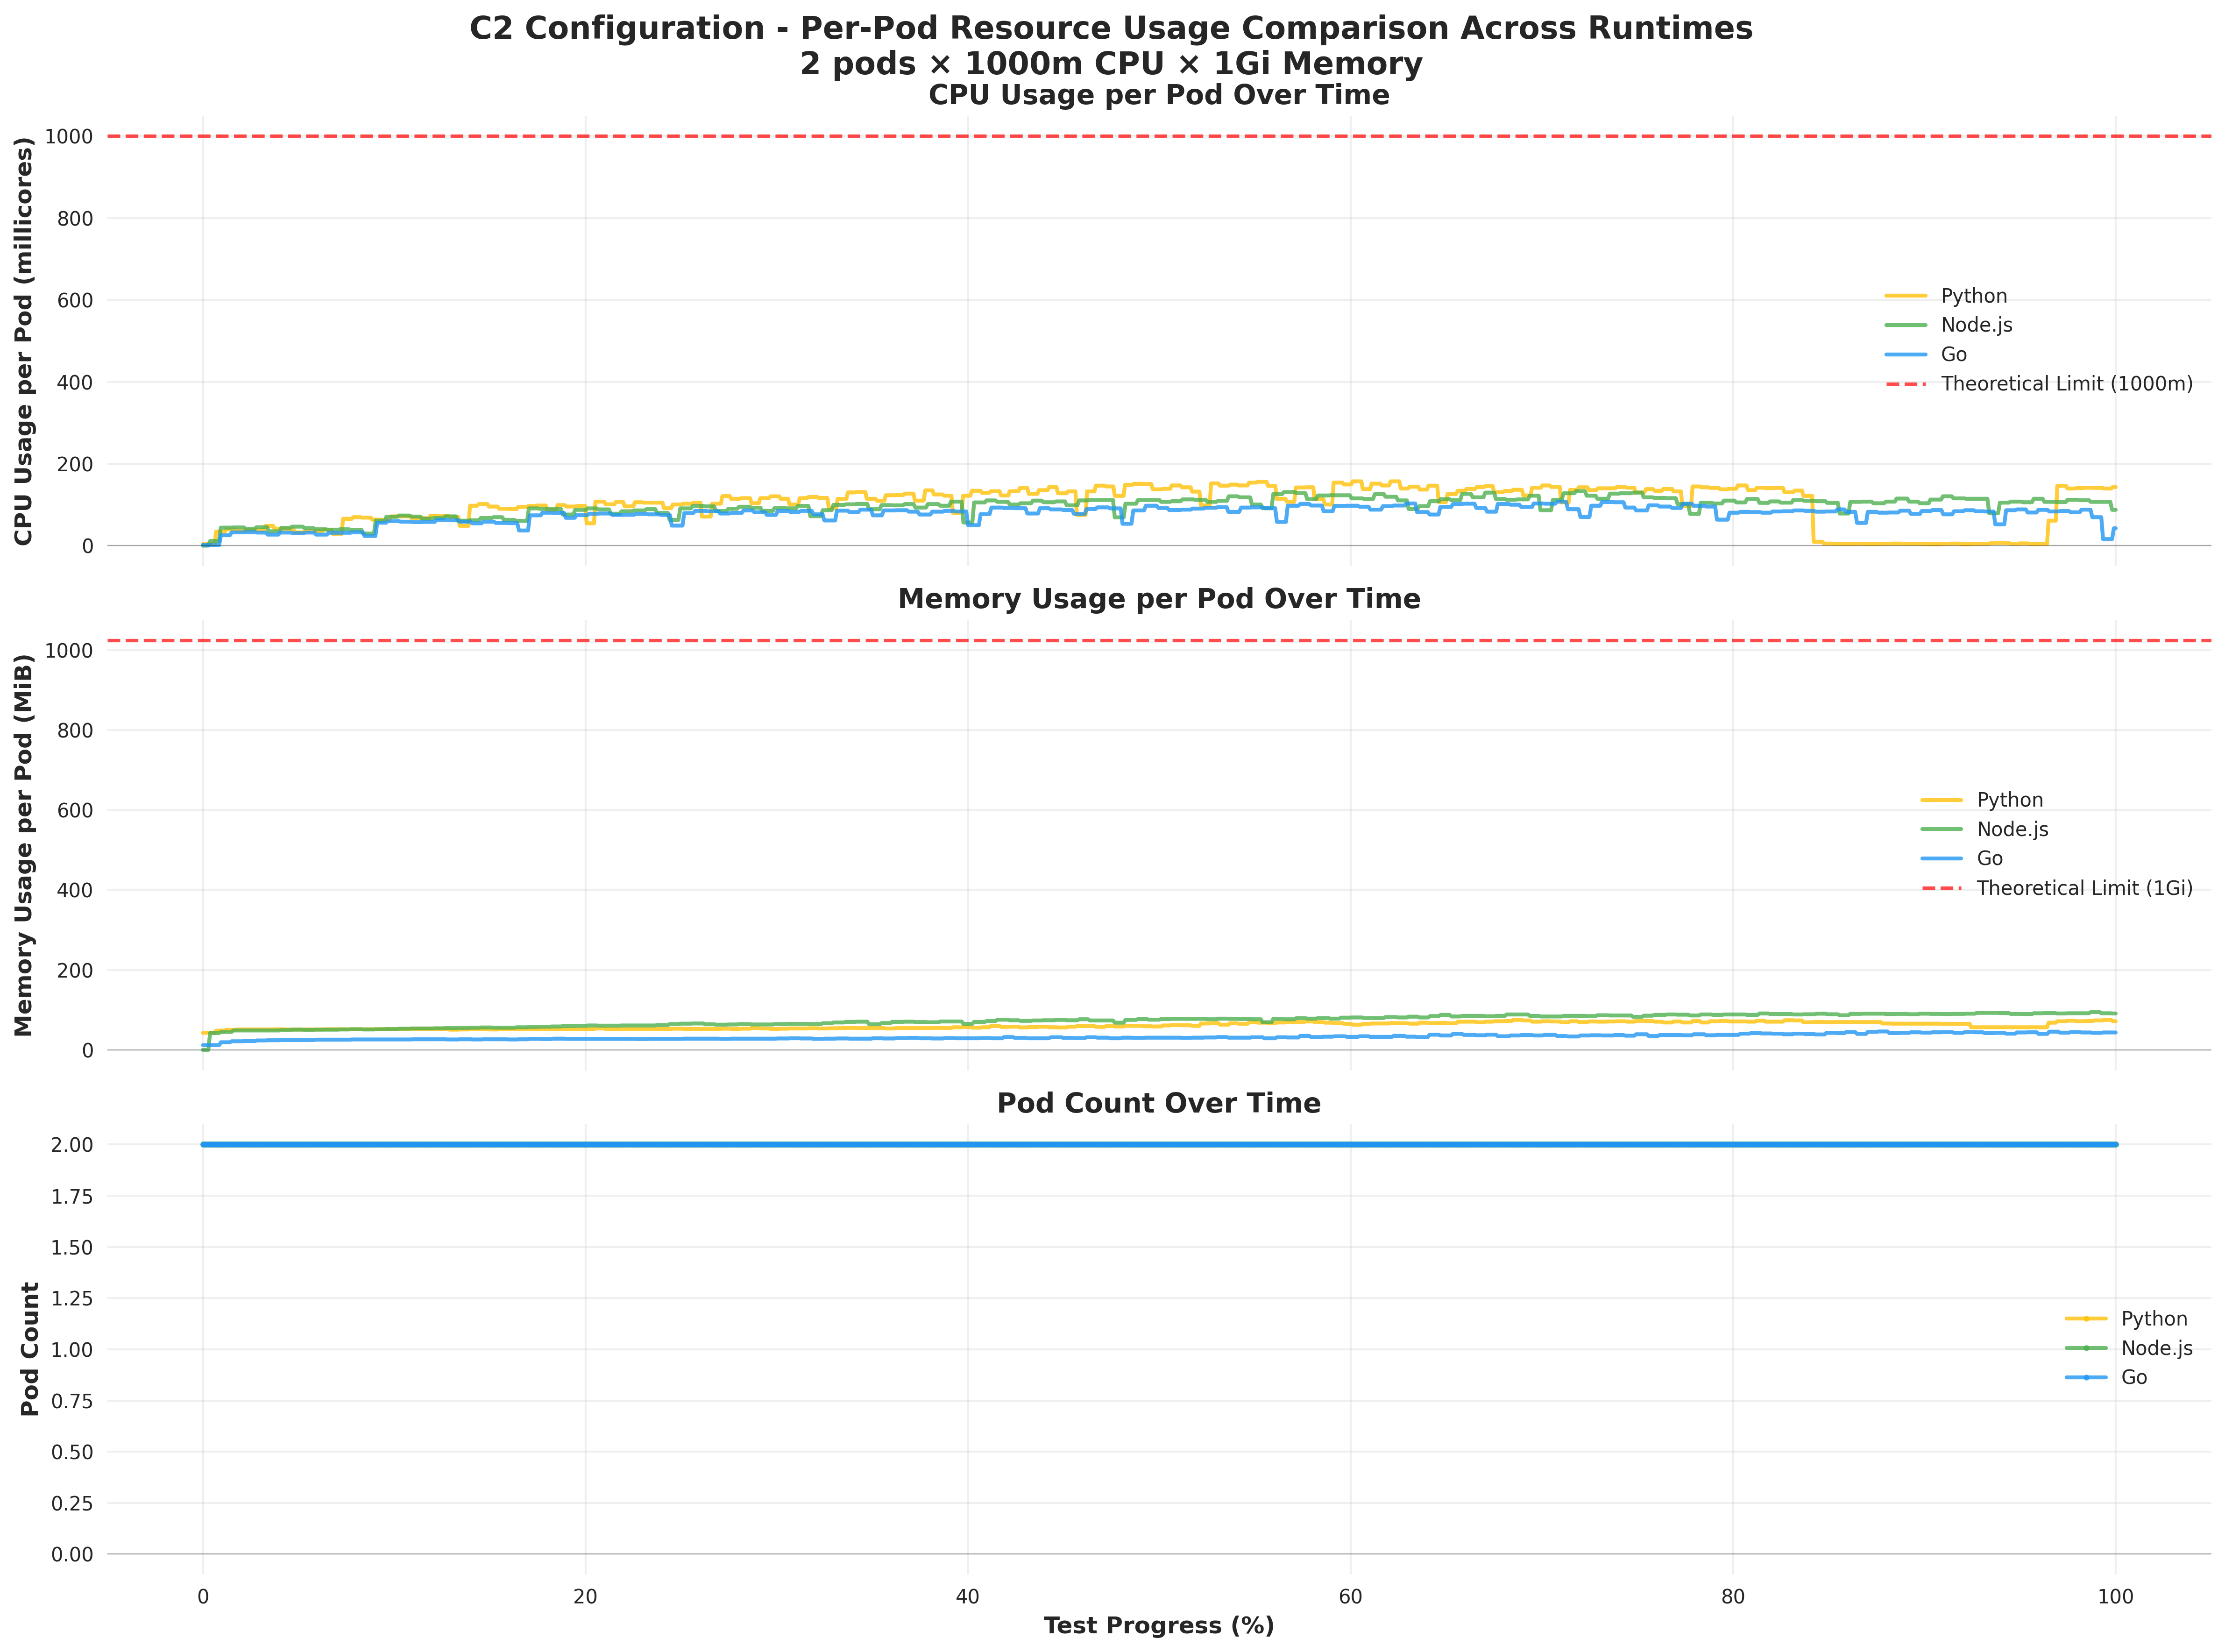 C2 Configuration - Per-Pod Resource Usage Comparison Across Runtimes
2 pods × 1000m CPU × 1Gi Memory
CPU Usage per Pod Over Time
CPU Usage per Pod (millicores)
1000
800
600
400
200
0
Python
Node.js
Go
Theoretical Limit (1000m)
Memory Usage per Pod Over Time
Memory Usage per Pod (MiB)
1000
800
600
400
200
0
Python
Node.js
Go
Theoretical Limit (1Gi)
Pod Count Over Time
Pod Count
2.00
1.75
1.50
1.25
1.00
0.75
0.50
0.25
0.00
Python
Node.js
Go
0 20 40 60 80 100
Test Progress (%)